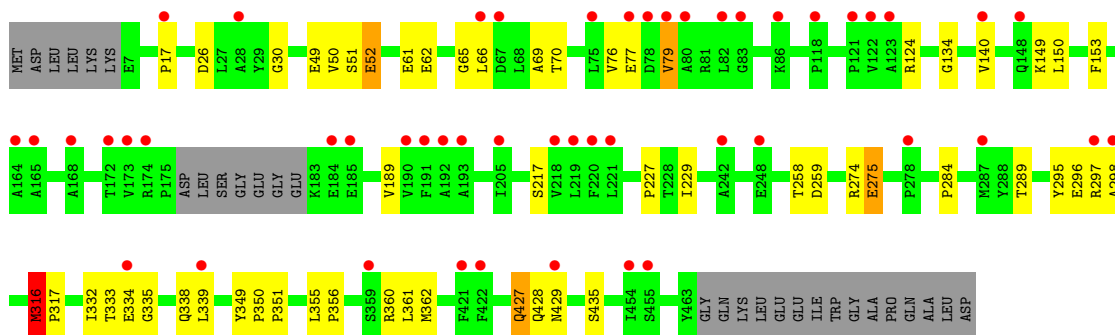 MET ASP LEU LEU LYS LYS E7 P17 D26 L27 A28 Y29 G30 E49 V50 S51 E52 E61 E62 G65 L66 D67 L68 A69 T70 L75 V76 E77 D78 V79 A80 R81 L82 G83 K86 P118 P121 V122 A123 R124 G134 V140 Q148 K149 L150 F153
A164 A165 A168 T172 V173 R174 P175 ASP LEU SER GLY GLU GLY GLU K183 E184 E185 V189 V190 F191 A192 A193 I205 S217 V218 L219 F220 L221 P227 T228 I229 A242 E248 T258 D259 R274 E275 P278 P284 M287 Y288 T289 Y295 E296 R297 A298
M316 P317 I332 T333 E334 G335 Q338 L339 Y349 P350 P351 L355 P356 S359 R360 L361 M362 F421 F422 Q427 Q428 N429 S435 I454 S455 Y463 GLY GLN LYS LEU GLU GLU ILE TRP GLY ALA PRO GLN ALA LEU ASP